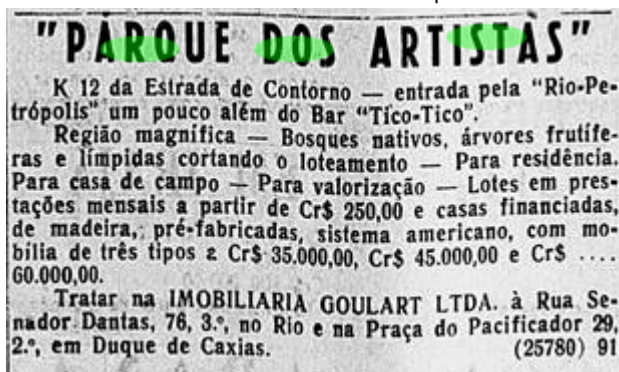 "PARQUE DOS ARTISTAS"
K 12 da Estrada de Contorno — entrada pela "Rio-Pe-
trópolis" um pouco além do Bar "Tico-Tico".
Região magnífica — Bosques nativos, árvores frutífe-
ras e límpidas cortando o loteamento — Para residência.
Para casa de campo — Para valorização — Lotes em pres-
tações mensais a partir de Cr$ 250,00 e casas financiadas,
de madeira, pré-fabricadas, sistema americano, com mo-
bília de três tipos a Cr$ 35.000,00, Cr$ 45.000,00 e Cr$ ....
60.000,00.
Tratar na IMOBILIARIA GOULART LTDA. à Rua Se-
nador Dantas, 76, 3.º, no Rio e na Praça do Pacificador 29,
2.º, em Duque de Caxias. (25780) 91